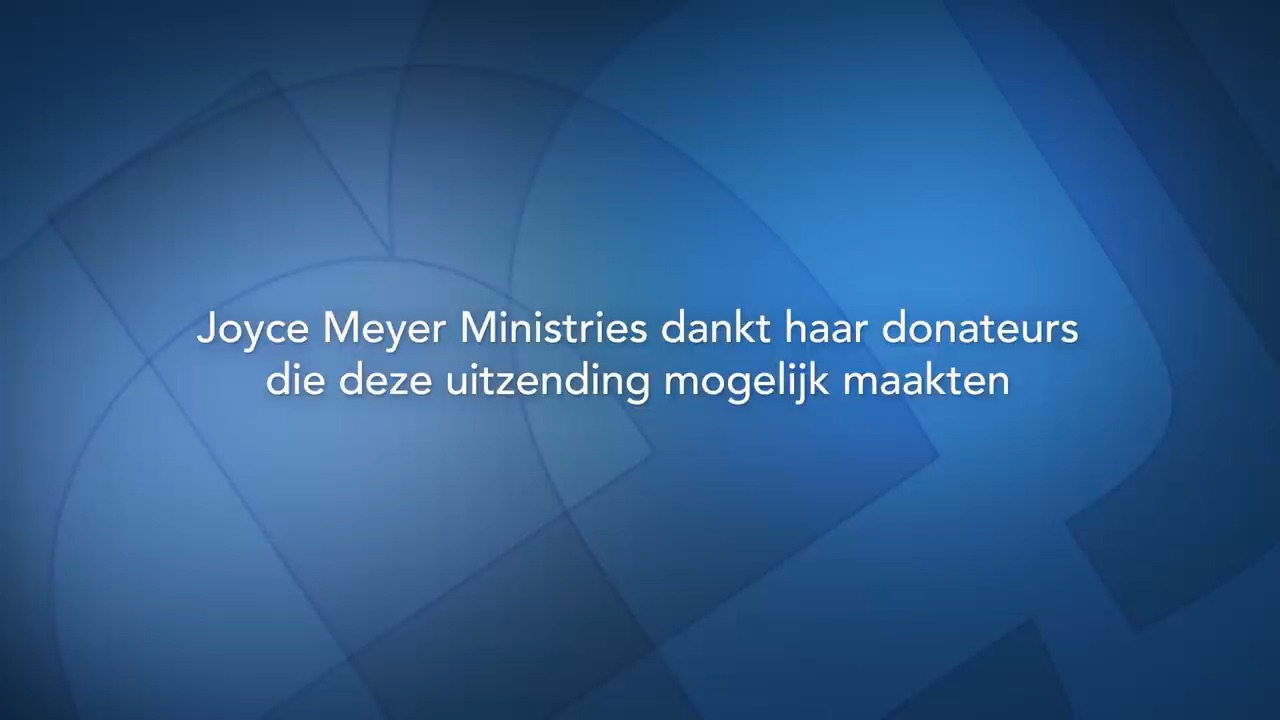 Joyce Meyer Ministries dankt haar donateurs
die deze uitzending mogelijk maakten